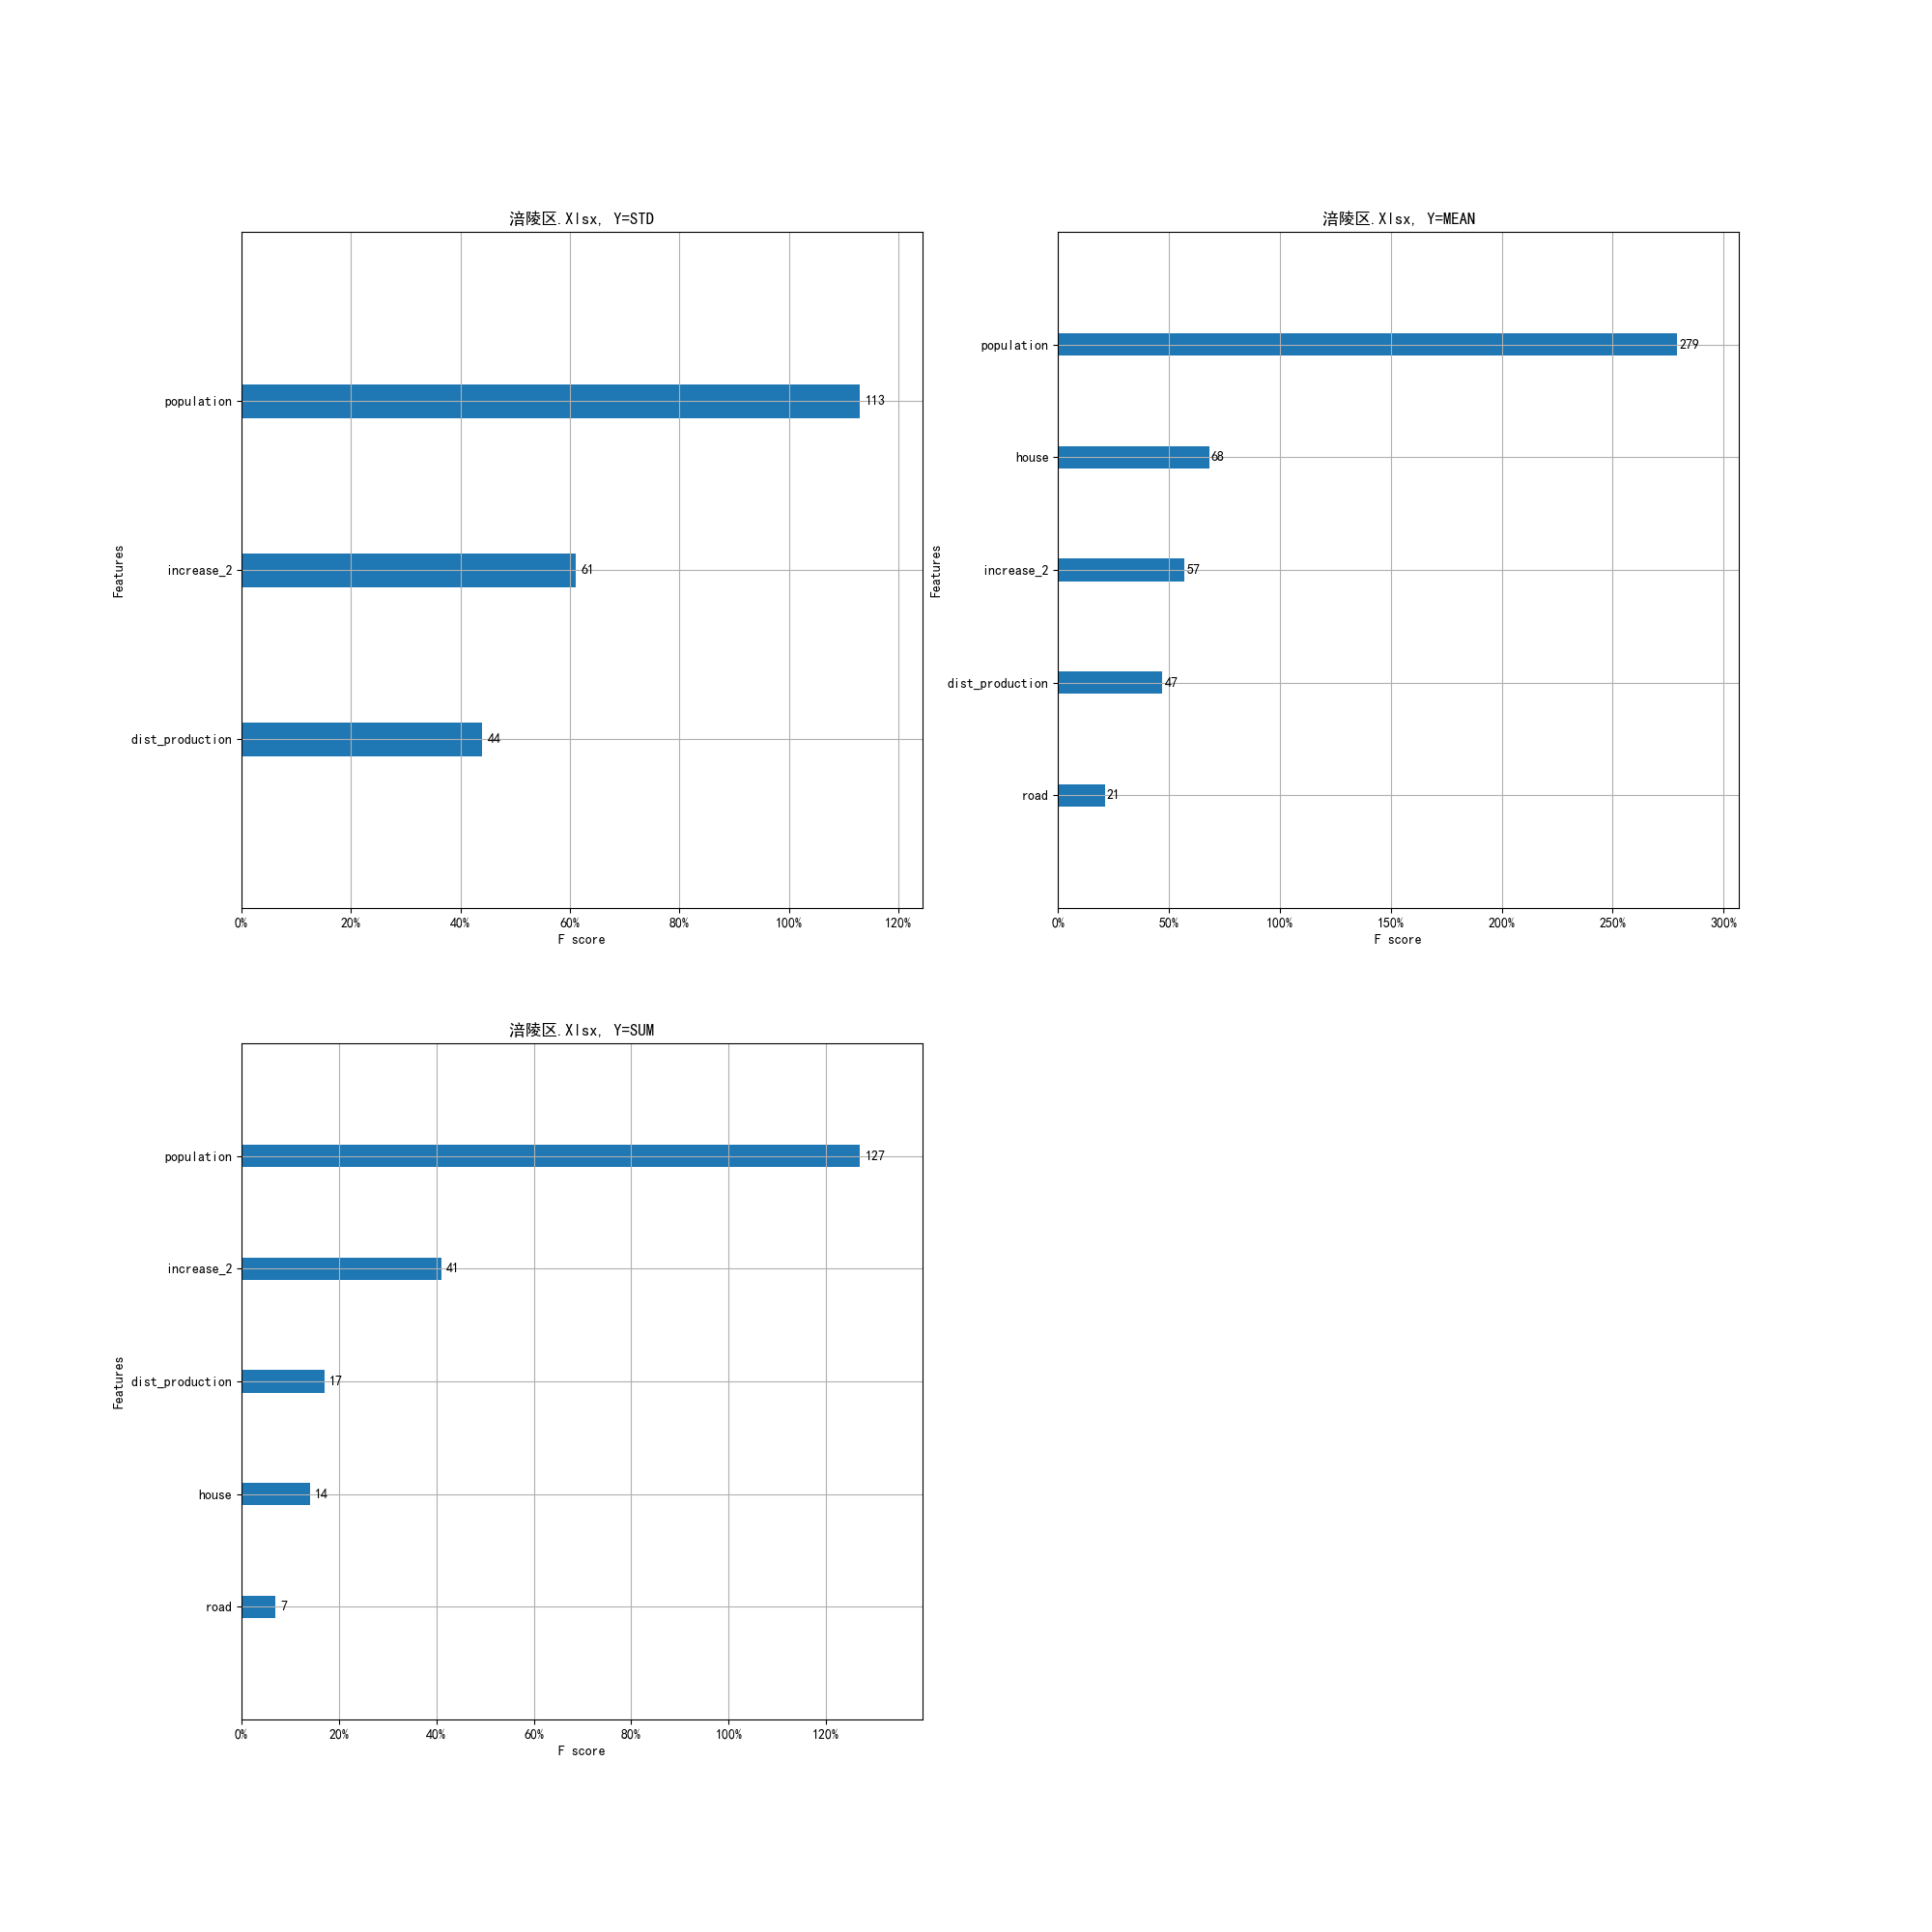 涪陵区.Xlsx, Y=STD
Features
population
113
increase_2
61
dist_production
44
0% 20% 40% 60% 80% 100% 120%
F score
涪陵区.Xlsx, Y=MEAN
Features
population
279
house
68
increase_2
57
dist_production
47
road
21
0% 50% 100% 150% 200% 250% 300%
F score
涪陵区.Xlsx, Y=SUM
Features
population
127
increase_2
41
dist_production
17
house
14
road
7
0% 20% 40% 60% 80% 100% 120%
F score